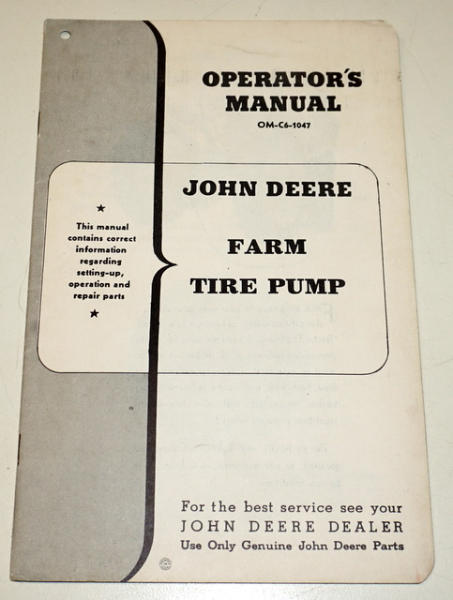 OPERATOR'S
MANUAL
OM-C6-1047
JOHN DEERE
FARM
TIRE PUMP
★
This manual
contains correct
information
regarding
setting-up,
operation and
repair parts
★
For the best service see your
JOHN DEERE DEALER
Use Only Genuine John Deere Parts